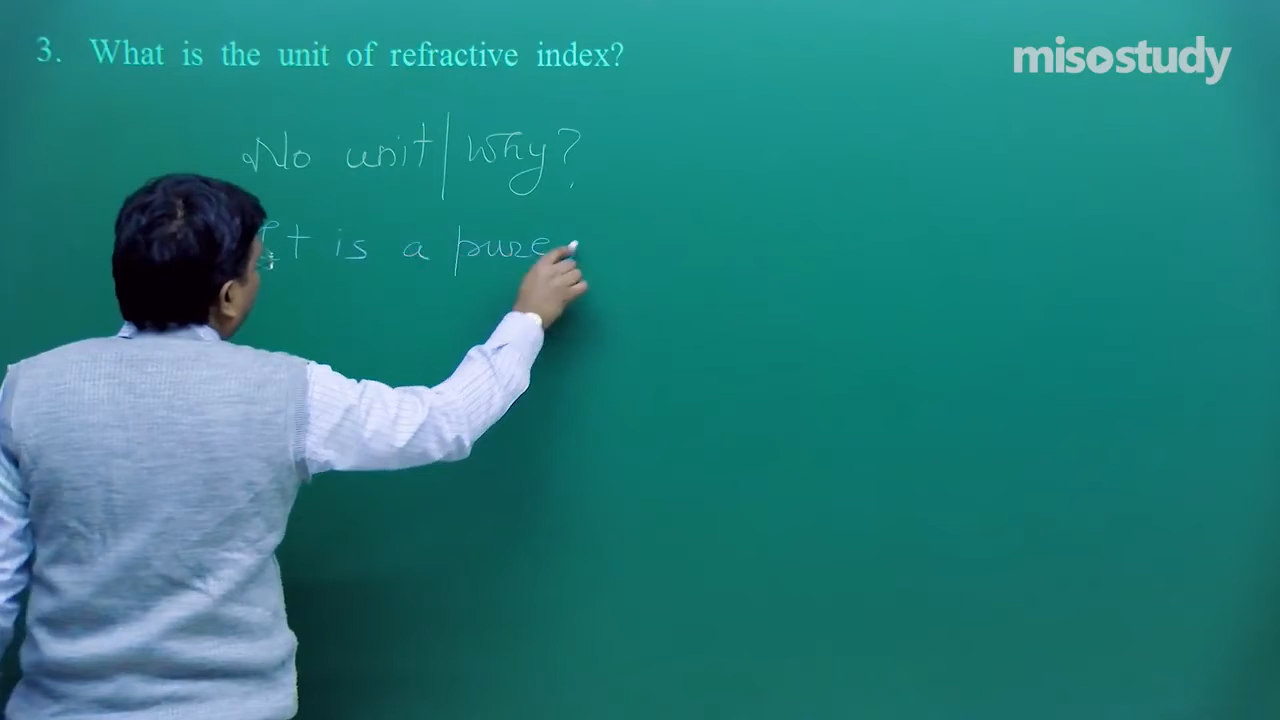 3. What is the unit of refractive index?
misostudy
No unit | Why?
It is a pure